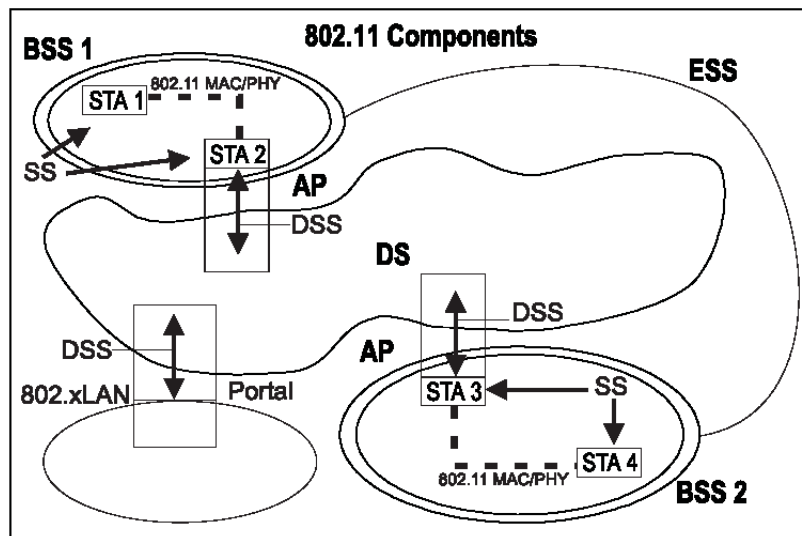 802.11 Components
BSS 1
ESS
802.11 MAC/PHY
STA 1
STA 2
SS
AP
DSS
DS
DSS
DSS
AP
802.xLAN
Portal
STA 3
SS
STA 4
802.11 MAC/PHY
BSS 2